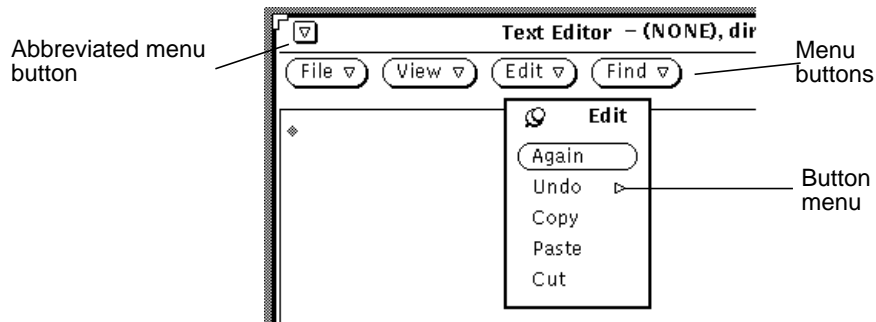 Abbreviated menu
button
Text Editor – (NONE), dir
Menu
buttons
File View Edit Find
Edit
Again
Undo
Button
menu
Copy
Paste
Cut